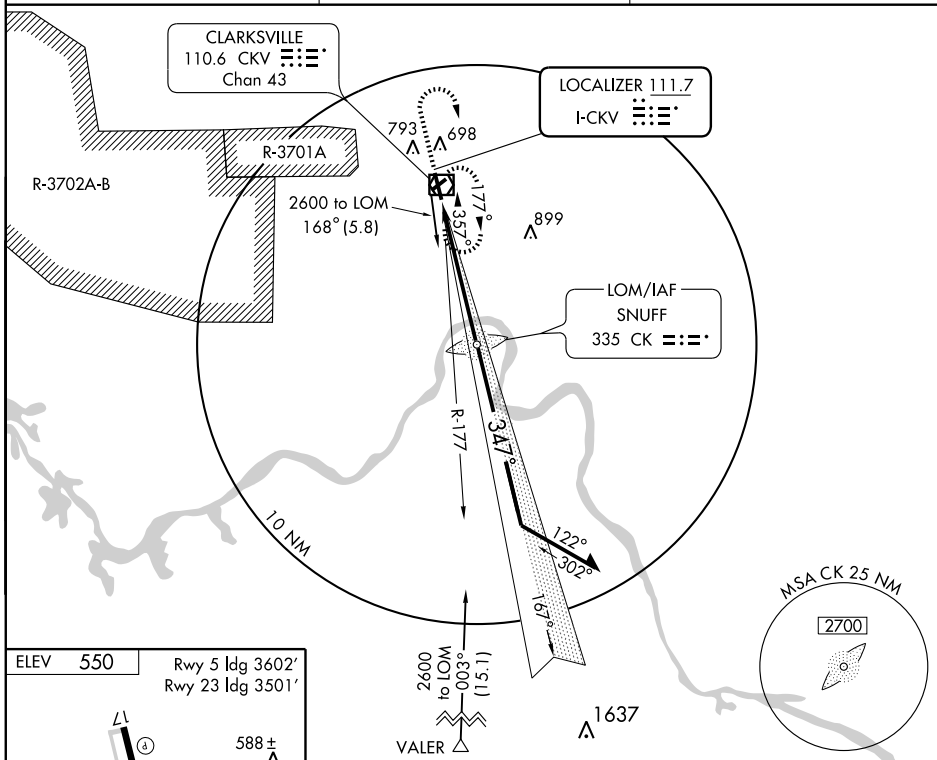 CLARKSVILLE
110.6 CKV
Chan 43
LOCALIZER 111.7
I-CKV
793
698
R-3701A
R-3702A-B
2600 to LOM
168° (5.8)
177°
357°
899
LOM/IAF
SNUFF
335 CK
R-177
347°
10 NM
122°
302°
167°
MSA CK 25 NM
2700
ELEV 550
Rwy 5 ldg 3602'
Rwy 23 ldg 3501'
2600
to LOM
003°
(15.1)
1637
17
P
588 ±
VALER